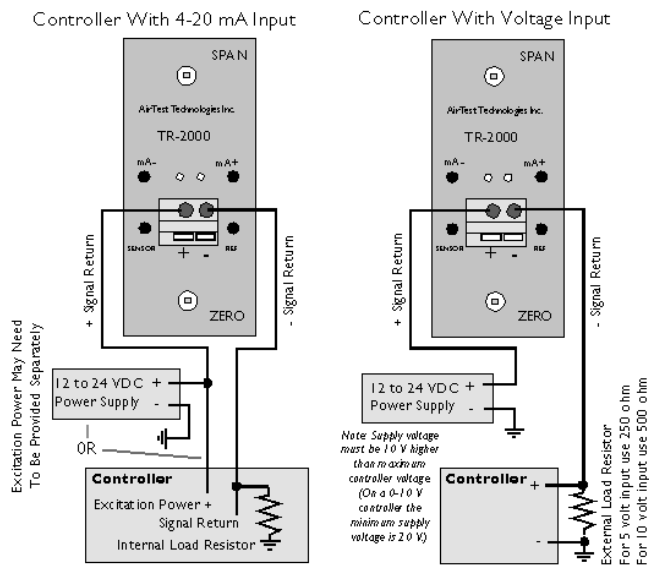 Controller With 4-20 mA Input
SPAN
AirTest Technologies Inc.
TR-2000
mA-
mA+
SENSOR
+
-
REF
ZERO
+ Signal Return
- Signal Return
Excitation Power May Need
To Be Provided Separately
12 to 24 VDC +
Power Supply -
OR
Controller
Excitation Power +
Signal Return
Internal Load Resistor
Controller With Voltage Input
SPAN
AirTest Technologies Inc.
TR-2000
mA-
mA+
SENSOR
+
-
REF
ZERO
+ Signal Return
- Signal Return
12 to 24 VDC +
Power Supply -
Note: Supply voltage
must be 10 V higher
than maximum
controller voltage
(On a 0-10 V
controller the
minimum supply
voltage is 20 V.)
Controller +
-
External Load Resistor
For 5 volt input use 250 ohm
For 10 volt input use 500 ohm